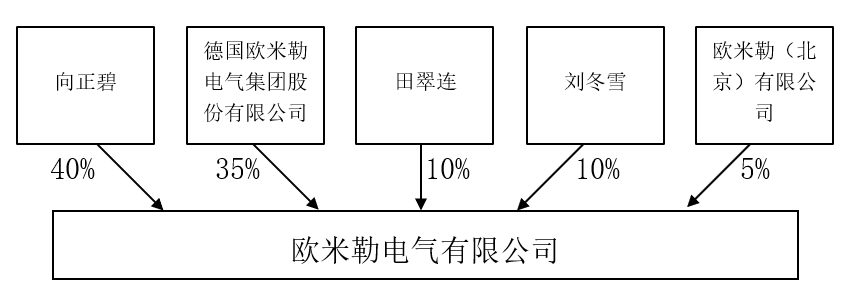 向正碧
德国欧米勒
电气集团股
份有限公司
田翠连
刘冬雪
欧米勒（北
京）有限公
司
40%
35%
10%
10%
5%
欧米勒电气有限公司